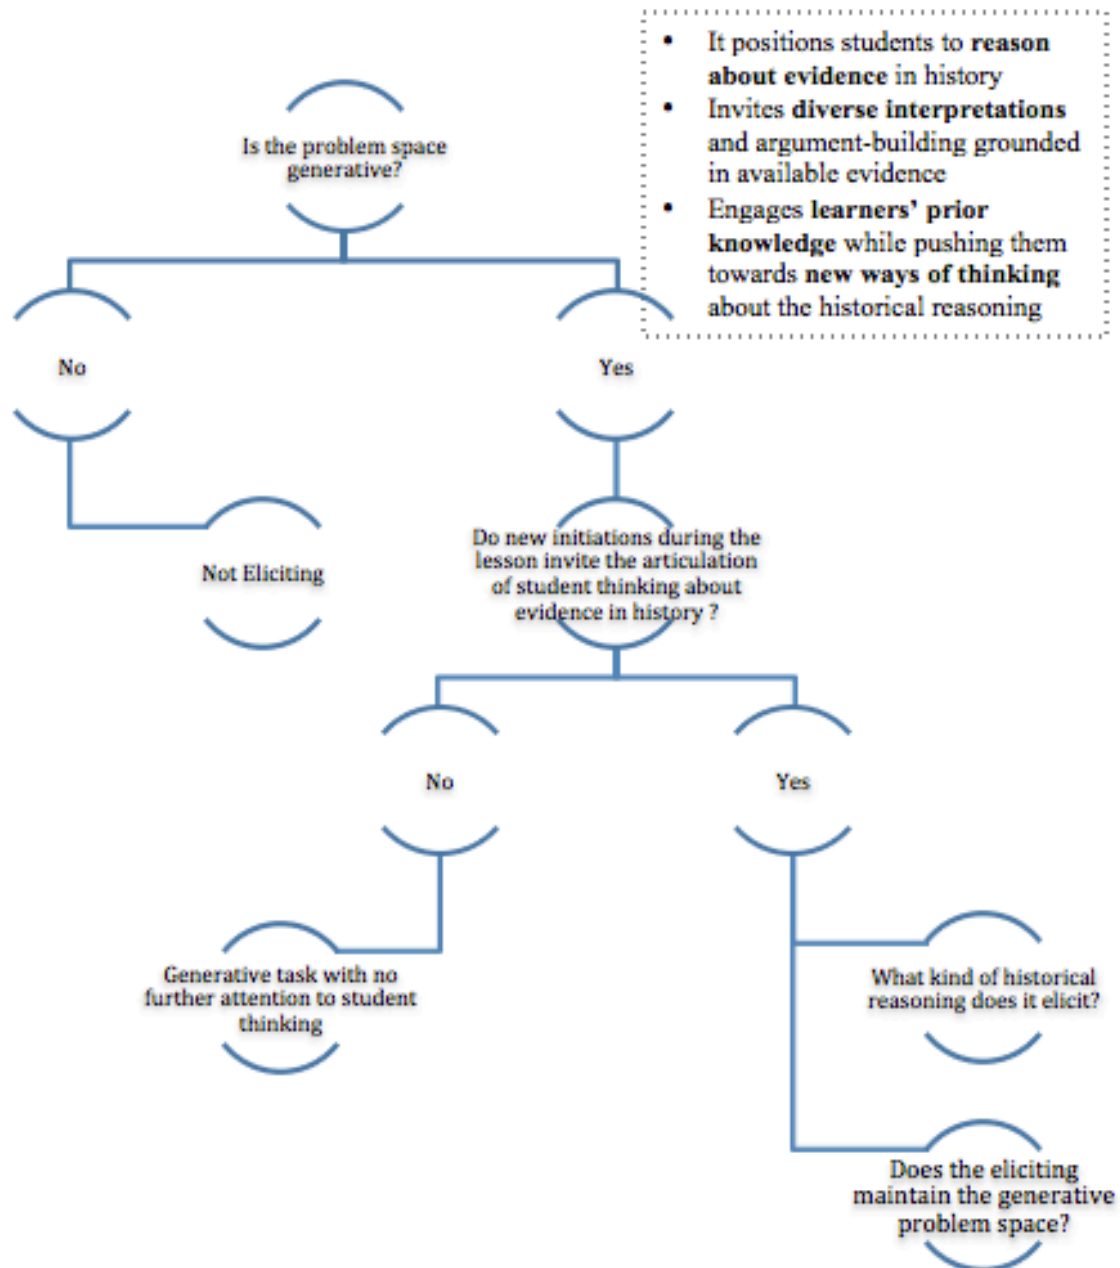 • It positions students to reason
about evidence in history
• Invites diverse interpretations
and argument-building grounded
in available evidence
• Engages learners’ prior
knowledge while pushing them
towards new ways of thinking
about the historical reasoning
Is the problem space
generative?
No
Yes
Not Eliciting
Do new initiations during the
lesson invite the articulation
of student thinking about
evidence in history ?
No
Yes
Generative task with no
further attention to student
thinking
What kind of historical
reasoning does it elicit?
Does the eliciting
maintain the generative
problem space?